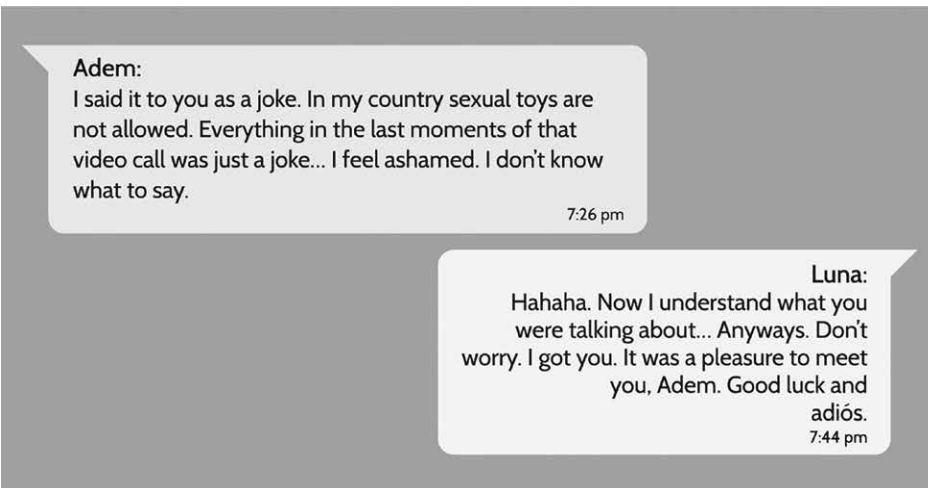 Adem:
I said it to you as a joke. In my country sexual toys are
not allowed. Everything in the last moments of that
video call was just a joke... I feel ashamed. I don’t know
what to say.
7:26 pm
Luna:
Hahaha. Now I understand what you
were talking about... Anyways. Don’t
worry. I got you. It was a pleasure to meet
you, Adem. Good luck and
adiós.
7:44 pm